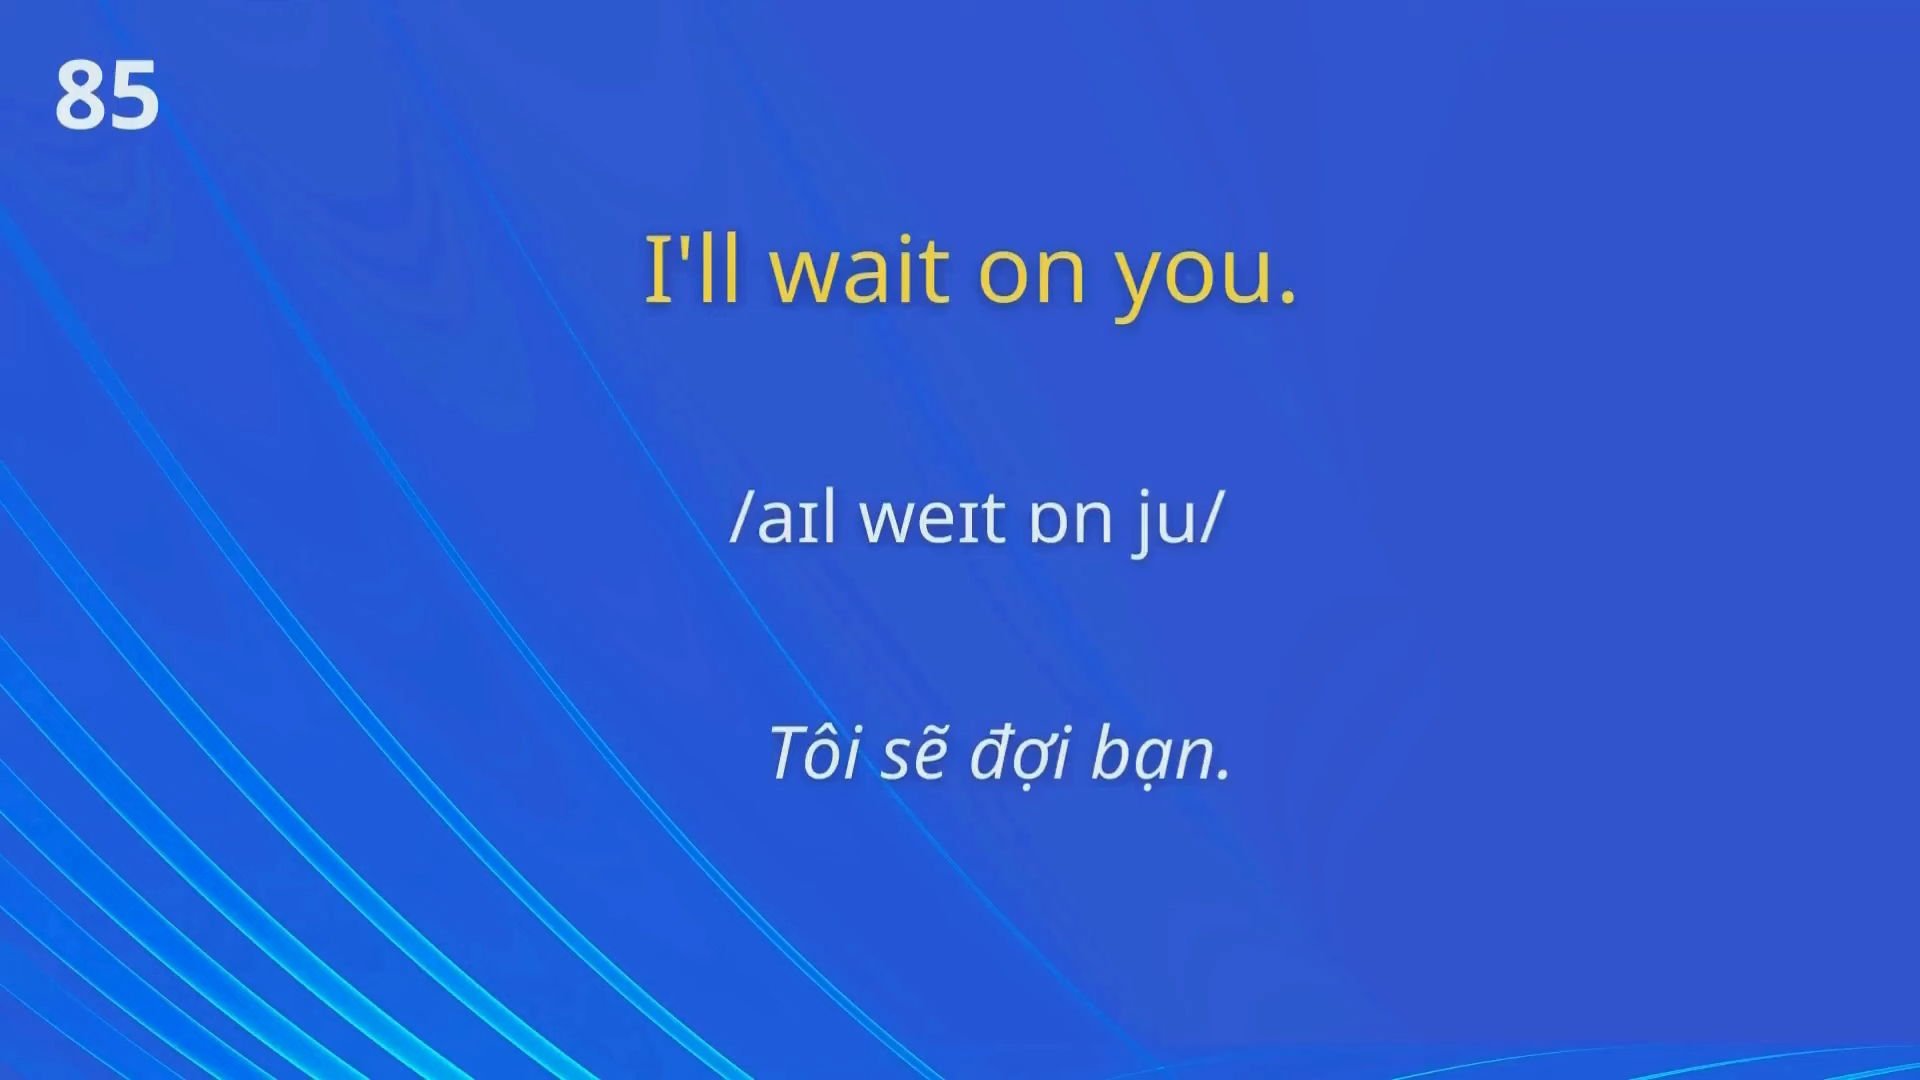 85
I'll wait on you.
/aɪl weɪt ɒn ju/
Tôi sẽ đợi bạn.